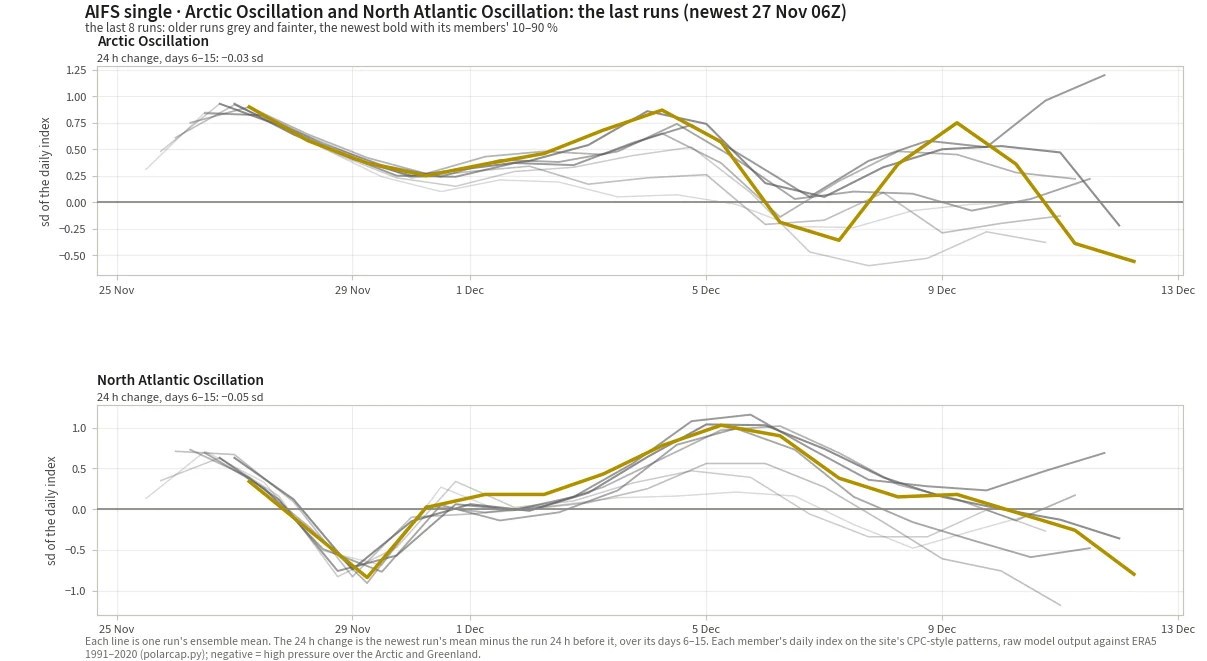 AIFS single · Arctic Oscillation and North Atlantic Oscillation: the last runs (newest 27 Nov 06Z)
the last 8 runs: older runs grey and fainter, the newest bold with its members' 10–90 %
Arctic Oscillation
24 h change, days 6–15: −0.03 sd
1.25
1.00
0.75
0.50
0.25
0.00
−0.25
−0.50
sd of the daily index
25 Nov
29 Nov
1 Dec
5 Dec
9 Dec
13 Dec
North Atlantic Oscillation
24 h change, days 6–15: −0.05 sd
1.0
0.5
0.0
−0.5
−1.0
sd of the daily index
25 Nov
29 Nov
1 Dec
5 Dec
9 Dec
13 Dec
Each line is one run's ensemble mean. The 24 h change is the newest run's mean minus the run 24 h before it, over its days 6–15. Each member's daily index on the site's CPC-style patterns, raw model output against ERA5
1991–2020 (polarcap.py); negative = high pressure over the Arctic and Greenland.